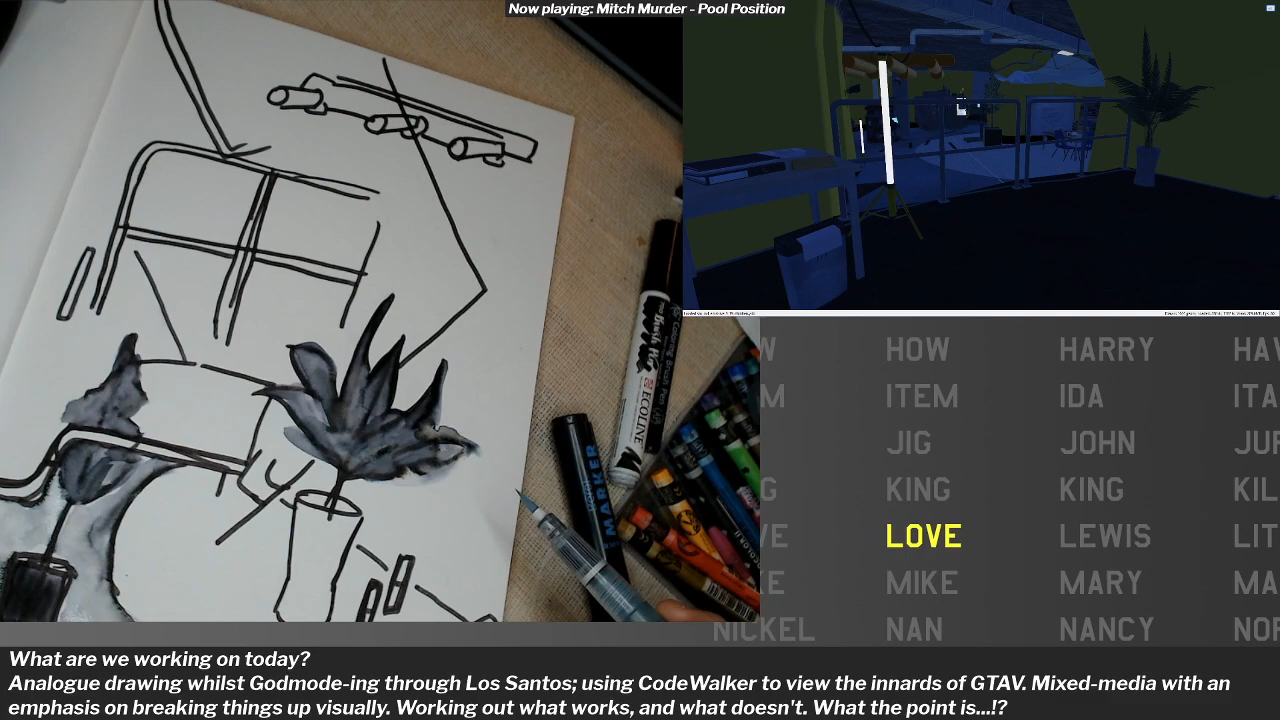 Now playing: Mitch Murder - Pool Position
HOW HARRY
ITEM IDA
JIG JOHN
KING KING
LOVE LEWIS
MIKE MARY
NICKEL NAN NANCY
MARKER
ECOLINE
Brush Pen
What are we working on today?
Analogue drawing whilst Godmode-ing through Los Santos; using CodeWalker to view the innards of GTAV. Mixed-media with an
emphasis on breaking things up visually. Working out what works, and what doesn't. What the point is...!?